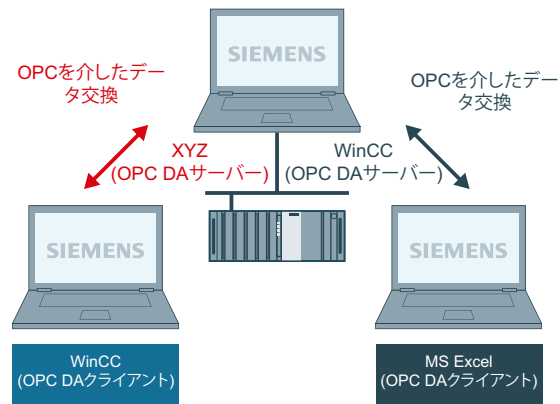 SIEMENS
OPCを介したデー
タ交換
OPCを介したデー
タ交換
XYZ
(OPC DAサーバー)
WinCC
(OPC DAサーバー)
SIEMENS
SIEMENS
WinCC
(OPC DAクライアント)
MS Excel
(OPC DAクライアント)